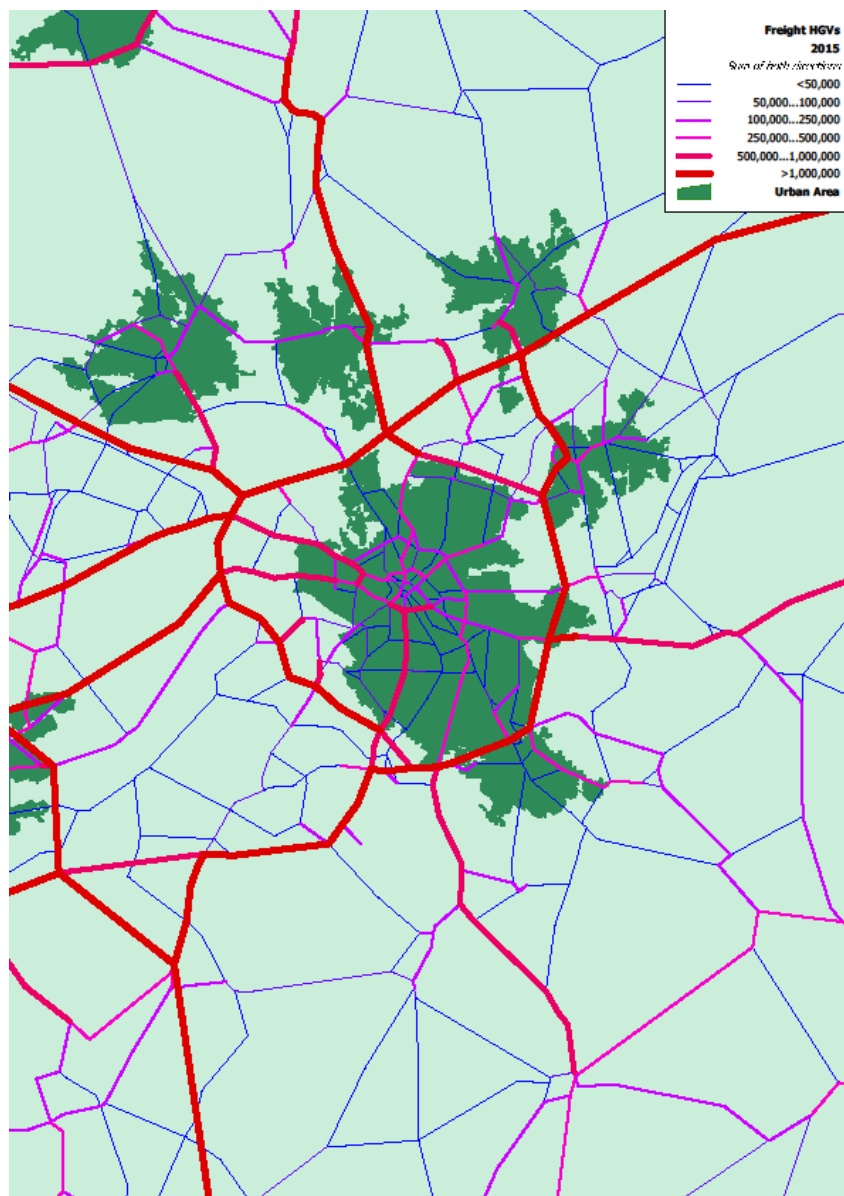 Freight HGVs
2015
Sum of both directions
<50,000
50,000...100,000
100,000...250,000
250,000...500,000
500,000...1,000,000
>1,000,000
Urban Area